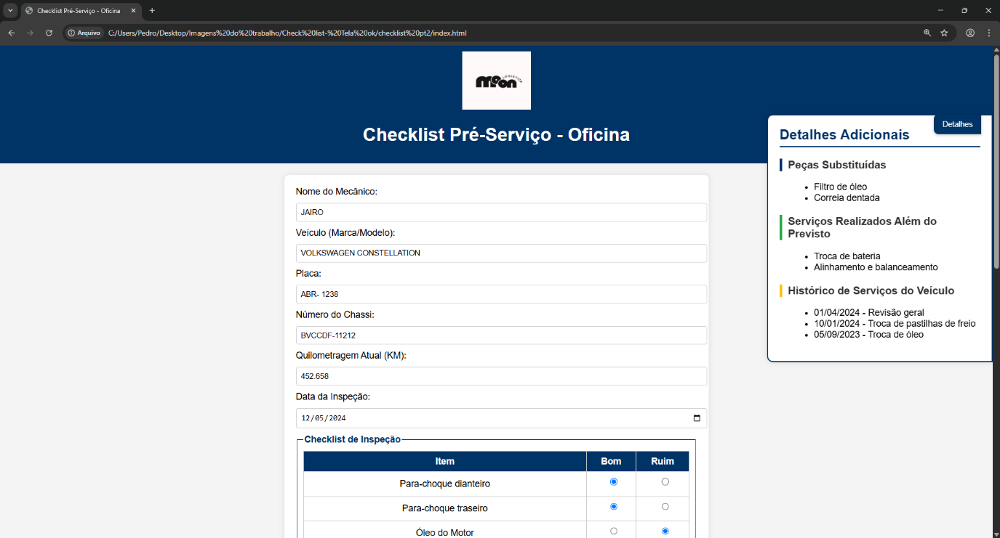 Checklist Pré-Serviço - Oficina
Arquivo
C:/Users/Pedro/Desktop/Imagens%20do%20trabalho/Check%20list-%20Tela%20ok/checklist%20pt2/index.html
moon LOGÍSTICA
Checklist Pré-Serviço - Oficina
Nome do Mecânico:
JAIRO
Veículo (Marca/Modelo):
VOLKSWAGEN CONSTELLATION
Placa:
ABR- 1238
Número do Chassi:
BVCCDF-11212
Quilometragem Atual (KM):
452.658
Data da Inspeção:
12/05/2024
Checklist de Inspeção
Item Bom Ruim
Para-choque dianteiro
Para-choque traseiro
Óleo do Motor
Detalhes
Detalhes Adicionais
Peças Substituídas
• Filtro de óleo
• Correia dentada
Serviços Realizados Além do
Previsto
• Troca de bateria
• Alinhamento e balanceamento
Histórico de Serviços do Veículo
• 01/04/2024 - Revisão geral
• 10/01/2024 - Troca de pastilhas de freio
• 05/09/2023 - Troca de óleo